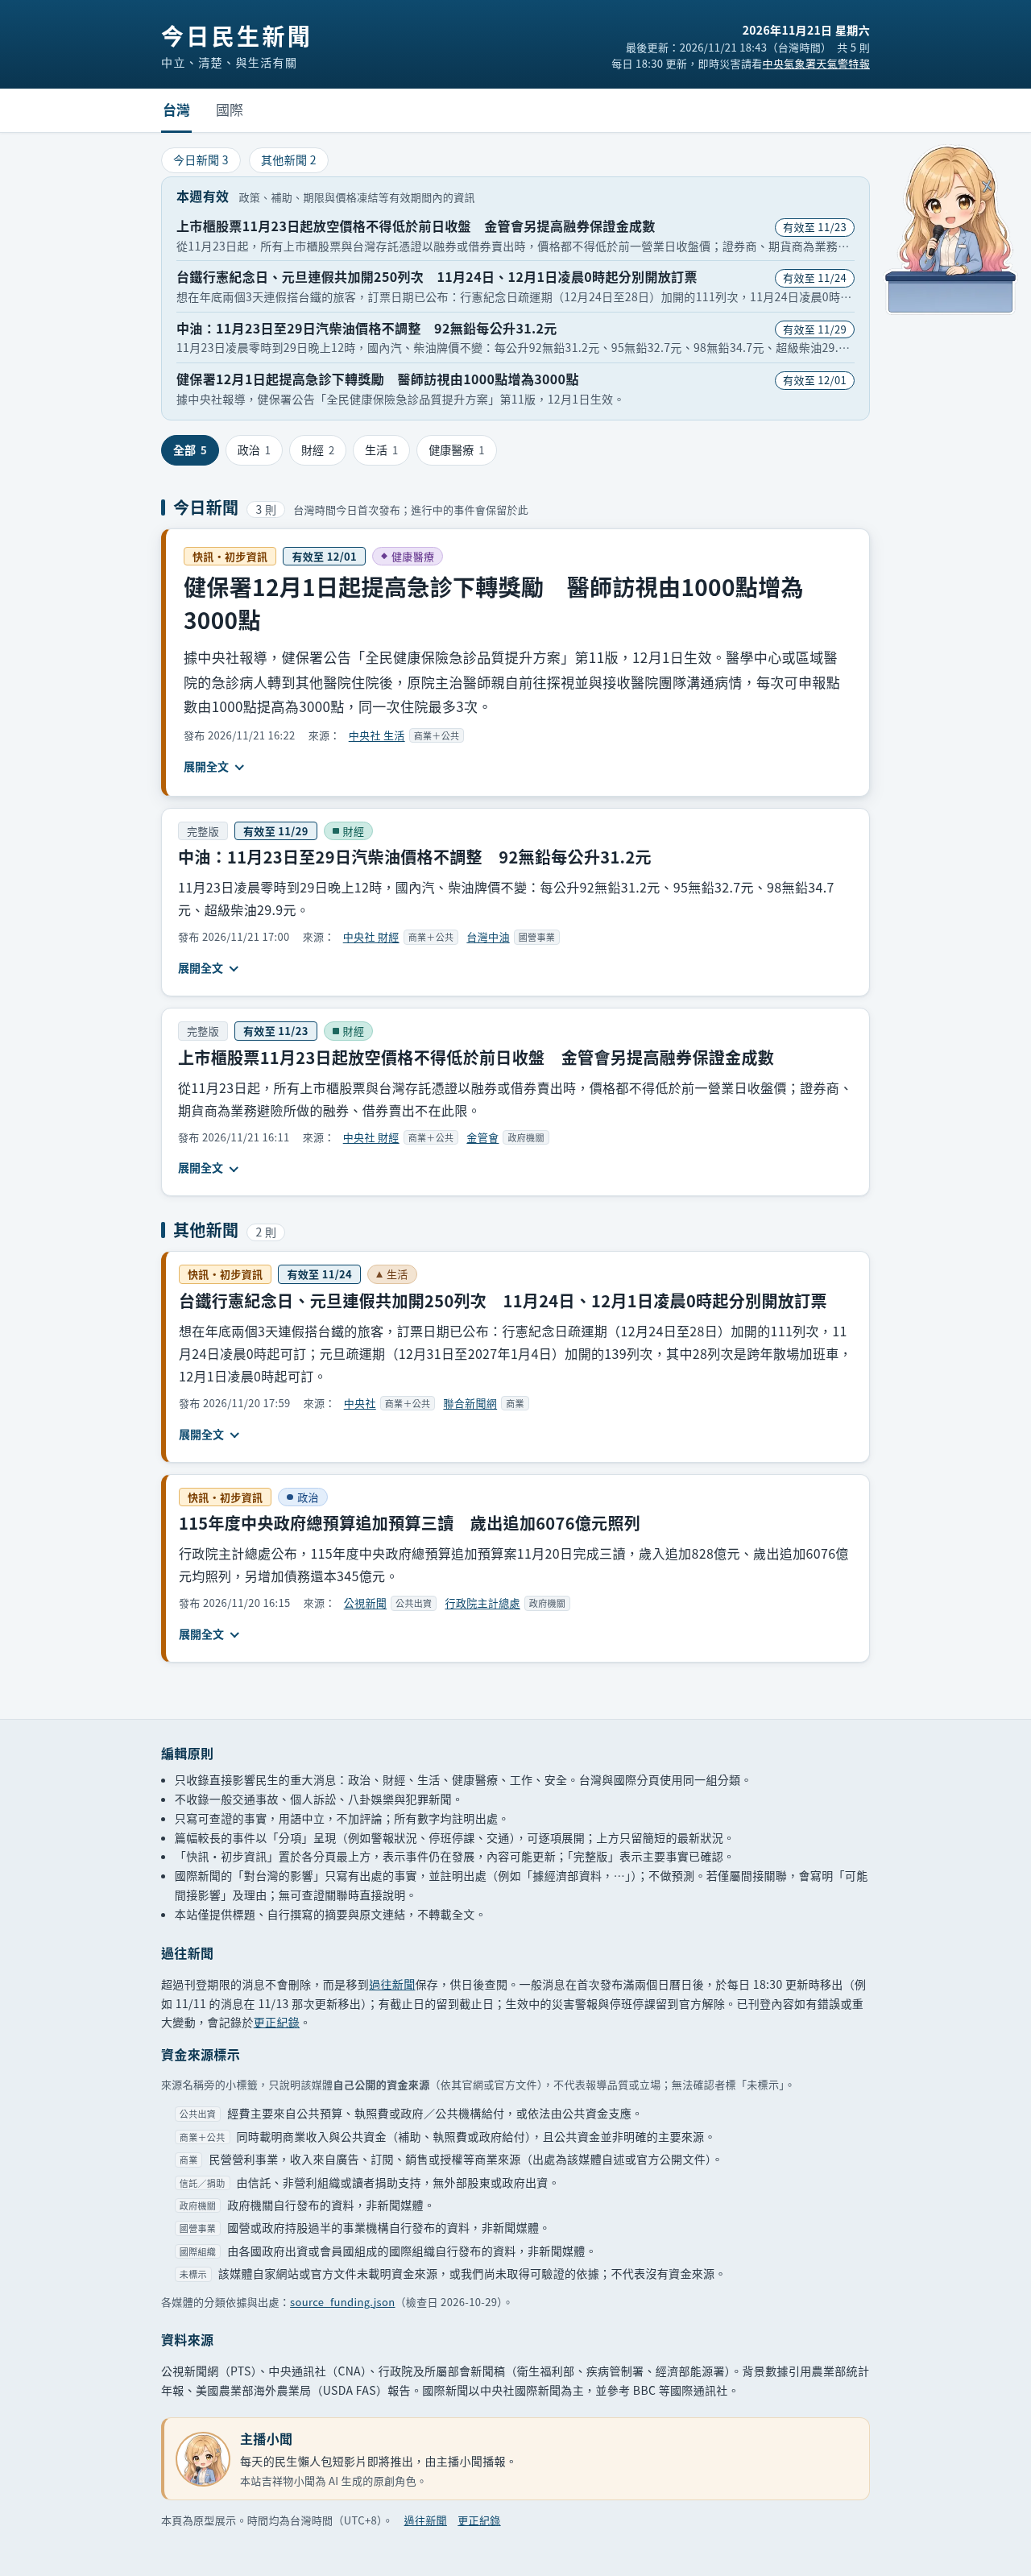 今日民生新聞
中立、清楚、與生活有關
2026年11月21日 星期六
最後更新：2026/11/21 18:43（台灣時間） 共 5 則
每日 18:30 更新，即時災害請看中央氣象署天氣警特報
台灣 國際
今日新聞 3 其他新聞 2
本週有效 政策、補助、期限與價格凍結等有效期間內的資訊
上市櫃股票11月23日起放空價格不得低於前日收盤　金管會另提高融券保證金成數 有效至 11/23
從11月23日起，所有上市櫃股票與台灣存託憑證以融券或借券賣出時，價格都不得低於前一營業日收盤價；證券商、期貨商為業務…
台鐵行憲紀念日、元旦連假共加開250列次　11月24日、12月1日凌晨0時起分別開放訂票 有效至 11/24
想在年底兩個3天連假搭台鐵的旅客，訂票日期已公布：行憲紀念日疏運期（12月24日至28日）加開的111列次，11月24日凌晨0時…
中油：11月23日至29日汽柴油價格不調整　92無鉛每公升31.2元 有效至 11/29
11月23日凌晨零時到29日晚上12時，國內汽、柴油牌價不變：每公升92無鉛31.2元、95無鉛32.7元、98無鉛34.7元、超級柴油29.…
健保署12月1日起提高急診下轉獎勵　醫師訪視由1000點增為3000點 有效至 12/01
據中央社報導，健保署公告「全民健康保險急診品質提升方案」第11版，12月1日生效。
全部 5 政治 1 財經 2 生活 1 健康醫療 1
今日新聞 3 則 台灣時間今日首次發布；進行中的事件會保留於此
快訊・初步資訊 有效至 12/01 ◆ 健康醫療
健保署12月1日起提高急診下轉獎勵　醫師訪視由1000點增為
3000點
據中央社報導，健保署公告「全民健康保險急診品質提升方案」第11版，12月1日生效。醫學中心或區域醫
院的急診病人轉到其他醫院住院後，原院主治醫師親自前往探視並與接收醫院團隊溝通病情，每次可申報點
數由1000點提高為3000點，同一次住院最多3次。
發布 2026/11/21 16:22 來源： 中央社 生活 商業＋公共
展開全文
完整版 有效至 11/29 ■ 財經
中油：11月23日至29日汽柴油價格不調整　92無鉛每公升31.2元
11月23日凌晨零時到29日晚上12時，國內汽、柴油牌價不變：每公升92無鉛31.2元、95無鉛32.7元、98無鉛34.7
元、超級柴油29.9元。
發布 2026/11/21 17:00 來源： 中央社 財經 商業＋公共 台灣中油 國營事業
展開全文
完整版 有效至 11/23 ■ 財經
上市櫃股票11月23日起放空價格不得低於前日收盤　金管會另提高融券保證金成數
從11月23日起，所有上市櫃股票與台灣存託憑證以融券或借券賣出時，價格都不得低於前一營業日收盤價；證券商、
期貨商為業務避險所做的融券、借券賣出不在此限。
發布 2026/11/21 16:11 來源： 中央社 財經 商業＋公共 金管會 政府機關
展開全文
其他新聞 2 則
快訊・初步資訊 有效至 11/24 ▲ 生活
台鐵行憲紀念日、元旦連假共加開250列次　11月24日、12月1日凌晨0時起分別開放訂票
想在年底兩個3天連假搭台鐵的旅客，訂票日期已公布：行憲紀念日疏運期（12月24日至28日）加開的111列次，11
月24日凌晨0時起可訂；元旦疏運期（12月31日至2027年1月4日）加開的139列次，其中28列次是跨年散場加班車，
12月1日凌晨0時起可訂。
發布 2026/11/20 17:59 來源： 中央社 商業＋公共 聯合新聞網 商業
展開全文
快訊・初步資訊 ● 政治
115年度中央政府總預算追加預算三讀　歲出追加6076億元照列
行政院主計總處公布，115年度中央政府總預算追加預算案11月20日完成三讀，歲入追加828億元、歲出追加6076億
元均照列，另增加債務還本345億元。
發布 2026/11/20 16:15 來源： 公視新聞 公共出資 行政院主計總處 政府機關
展開全文
編輯原則
• 只收錄直接影響民生的重大消息：政治、財經、生活、健康醫療、工作、安全。台灣與國際分頁使用同一組分類。
• 不收錄一般交通事故、個人訴訟、八卦娛樂與犯罪新聞。
• 只寫可查證的事實，用語中立，不加評論；所有數字均註明出處。
• 篇幅較長的事件以「分項」呈現（例如警報狀況、停班停課、交通），可逐項展開；上方只留簡短的最新狀況。
• 「快訊・初步資訊」置於各分頁最上方，表示事件仍在發展，內容可能更新；「完整版」表示主要事實已確認。
• 國際新聞的「對台灣的影響」只寫有出處的事實，並註明出處（例如「據經濟部資料，…」）；不做預測。若僅屬間接關聯，會寫明「可能
間接影響」及理由；無可查證關聯時直接說明。
• 本站僅提供標題、自行撰寫的摘要與原文連結，不轉載全文。
過往新聞
超過刊登期限的消息不會刪除，而是移到過往新聞保存，供日後查閱。一般消息在首次發布滿兩個日曆日後，於每日 18:30 更新時移出（例
如 11/11 的消息在 11/13 那次更新移出）；有截止日的留到截止日；生效中的災害警報與停班停課留到官方解除。已刊登內容如有錯誤或重
大變動，會記錄於更正紀錄。
資金來源標示
來源名稱旁的小標籤，只說明該媒體自己公開的資金來源（依其官網或官方文件），不代表報導品質或立場；無法確認者標「未標示」。
公共出資 經費主要來自公共預算、執照費或政府／公共機構給付，或依法由公共資金支應。
商業＋公共 同時載明商業收入與公共資金（補助、執照費或政府給付），且公共資金並非明確的主要來源。
商業 民營營利事業，收入來自廣告、訂閱、銷售或授權等商業來源（出處為該媒體自述或官方公開文件）。
信託／捐助 由信託、非營利組織或讀者捐助支持，無外部股東或政府出資。
政府機關 政府機關自行發布的資料，非新聞媒體。
國營事業 國營或政府持股過半的事業機構自行發布的資料，非新聞媒體。
國際組織 由各國政府出資或會員國組成的國際組織自行發布的資料，非新聞媒體。
未標示 該媒體自家網站或官方文件未載明資金來源，或我們尚未取得可驗證的依據；不代表沒有資金來源。
各媒體的分類依據與出處：source_funding.json（檢查日 2026-10-29）。
資料來源
公視新聞網（PTS）、中央通訊社（CNA）、行政院及所屬部會新聞稿（衛生福利部、疾病管制署、經濟部能源署）。背景數據引用農業部統計
年報、美國農業部海外農業局（USDA FAS）報告。國際新聞以中央社國際新聞為主，並參考 BBC 等國際通訊社。
主播小聞
每天的民生懶人包短影片即將推出，由主播小聞播報。
本站吉祥物小聞為 AI 生成的原創角色。
本頁為原型展示。時間均為台灣時間（UTC+8）。 過往新聞 更正紀錄